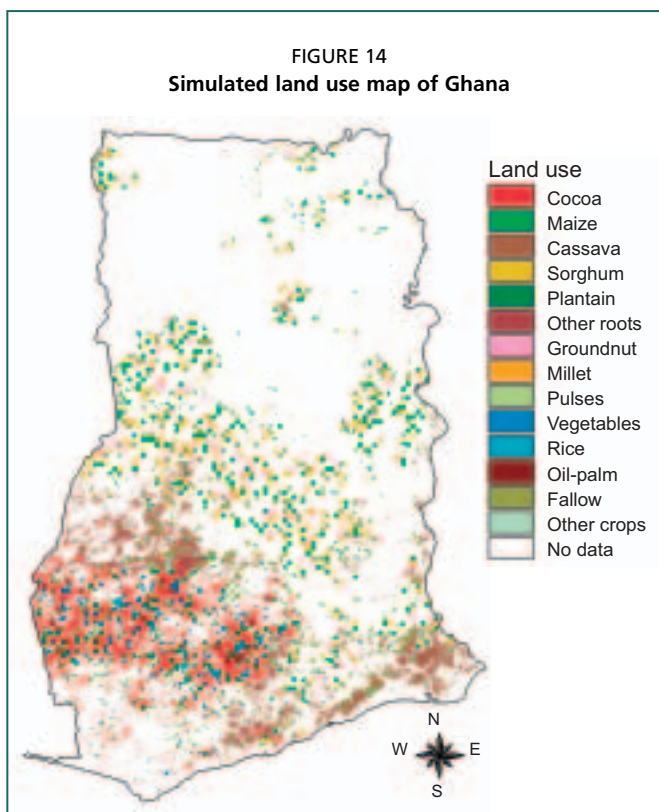 FIGURE 14
Simulated land use map of Ghana
Land use
Cocoa
Maize
Cassava
Sorghum
Plantain
Other roots
Groundnut
Millet
Pulses
Vegetables
Rice
Oil-palm
Fallow
Other crops
No data
N
W E
S